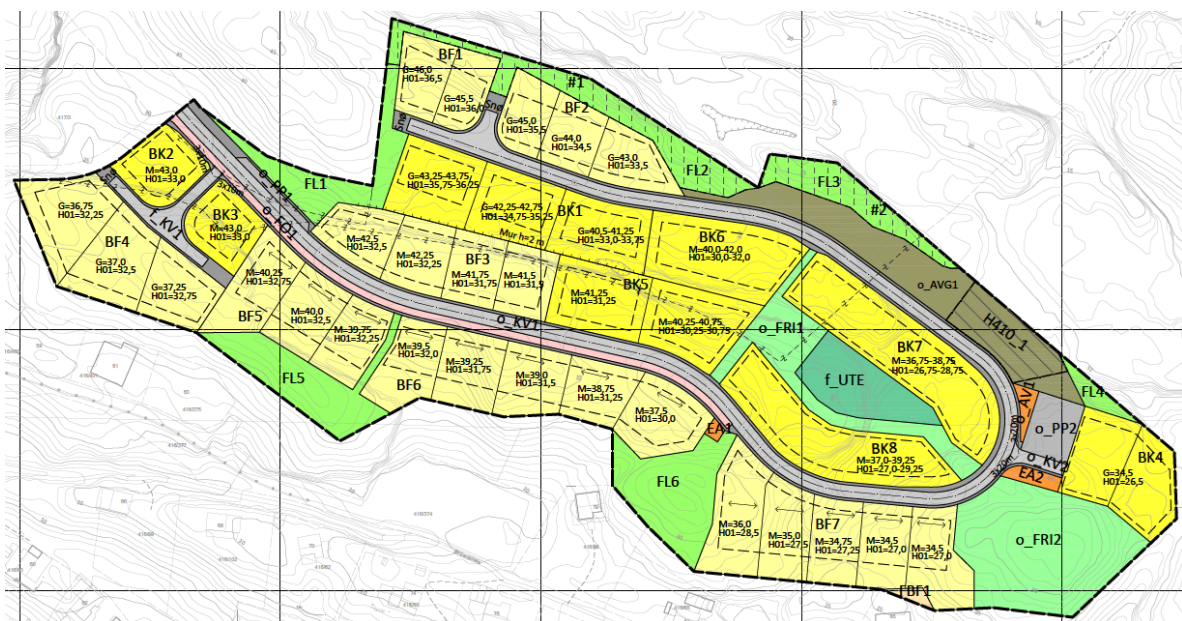 BF1
G=46,0
H01=36,5
G=45,5
H01=36,0
Snø
Snø
#1
BF2
G=45,0
H01=35,5
G=44,0
H01=34,5
G=43,0
H01=33,5
FL2
FL3
#2
BK2
M=43,0
H01=33,0
Snø
3x10m
3x10m
o_PP1
FL1
o_FO1
f_KV1
BK3
M=43,0
H01=33,0
G=36,75
H01=32,25
BF4
G=37,0
H01=32,5
G=37,25
H01=32,75
G=43,25-43,75
H01=35,75-36,25
G=42,25-42,75
H01=34,75-35,25
BK1
G=40,5-41,25
H01=33,0-33,75
Mur h=2 m
BK6
M=40,0-42,0
H01=30,0-32,0
M=42,5
H01=32,5
M=42,25
H01=32,25
BF3
M=41,75
H01=31,75
M=41,5
H01=31,5
BK5
M=41,25
H01=31,25
M=40,25-40,75
H01=30,25-30,75
o_AVG1
H410_1
M=40,25
H01=32,75
BF5
M=40,0
H01=32,5
M=39,75
H01=32,25
o_KV1
o_FRI1
BK7
M=36,75-38,75
H01=26,75-28,75
FL5
M=39,5
H01=32,0
BF6
M=39,25
H01=31,75
M=39,0
H01=31,5
M=38,75
H01=31,25
M=37,5
H01=30,0
f_UTE
EA1
FL4
o_AV1
o_PP2
3x20m
3x20m
o_KV2
EA2
BK4
G=34,5
H01=26,5
BK8
M=37,0-39,25
H01=27,0-29,25
FL6
M=36,0
H01=28,5
M=35,0
H01=27,5
BF7
M=34,75
H01=27,25
M=34,5
H01=27,0
M=34,5
H01=27,0
o_FRI2
FBF1